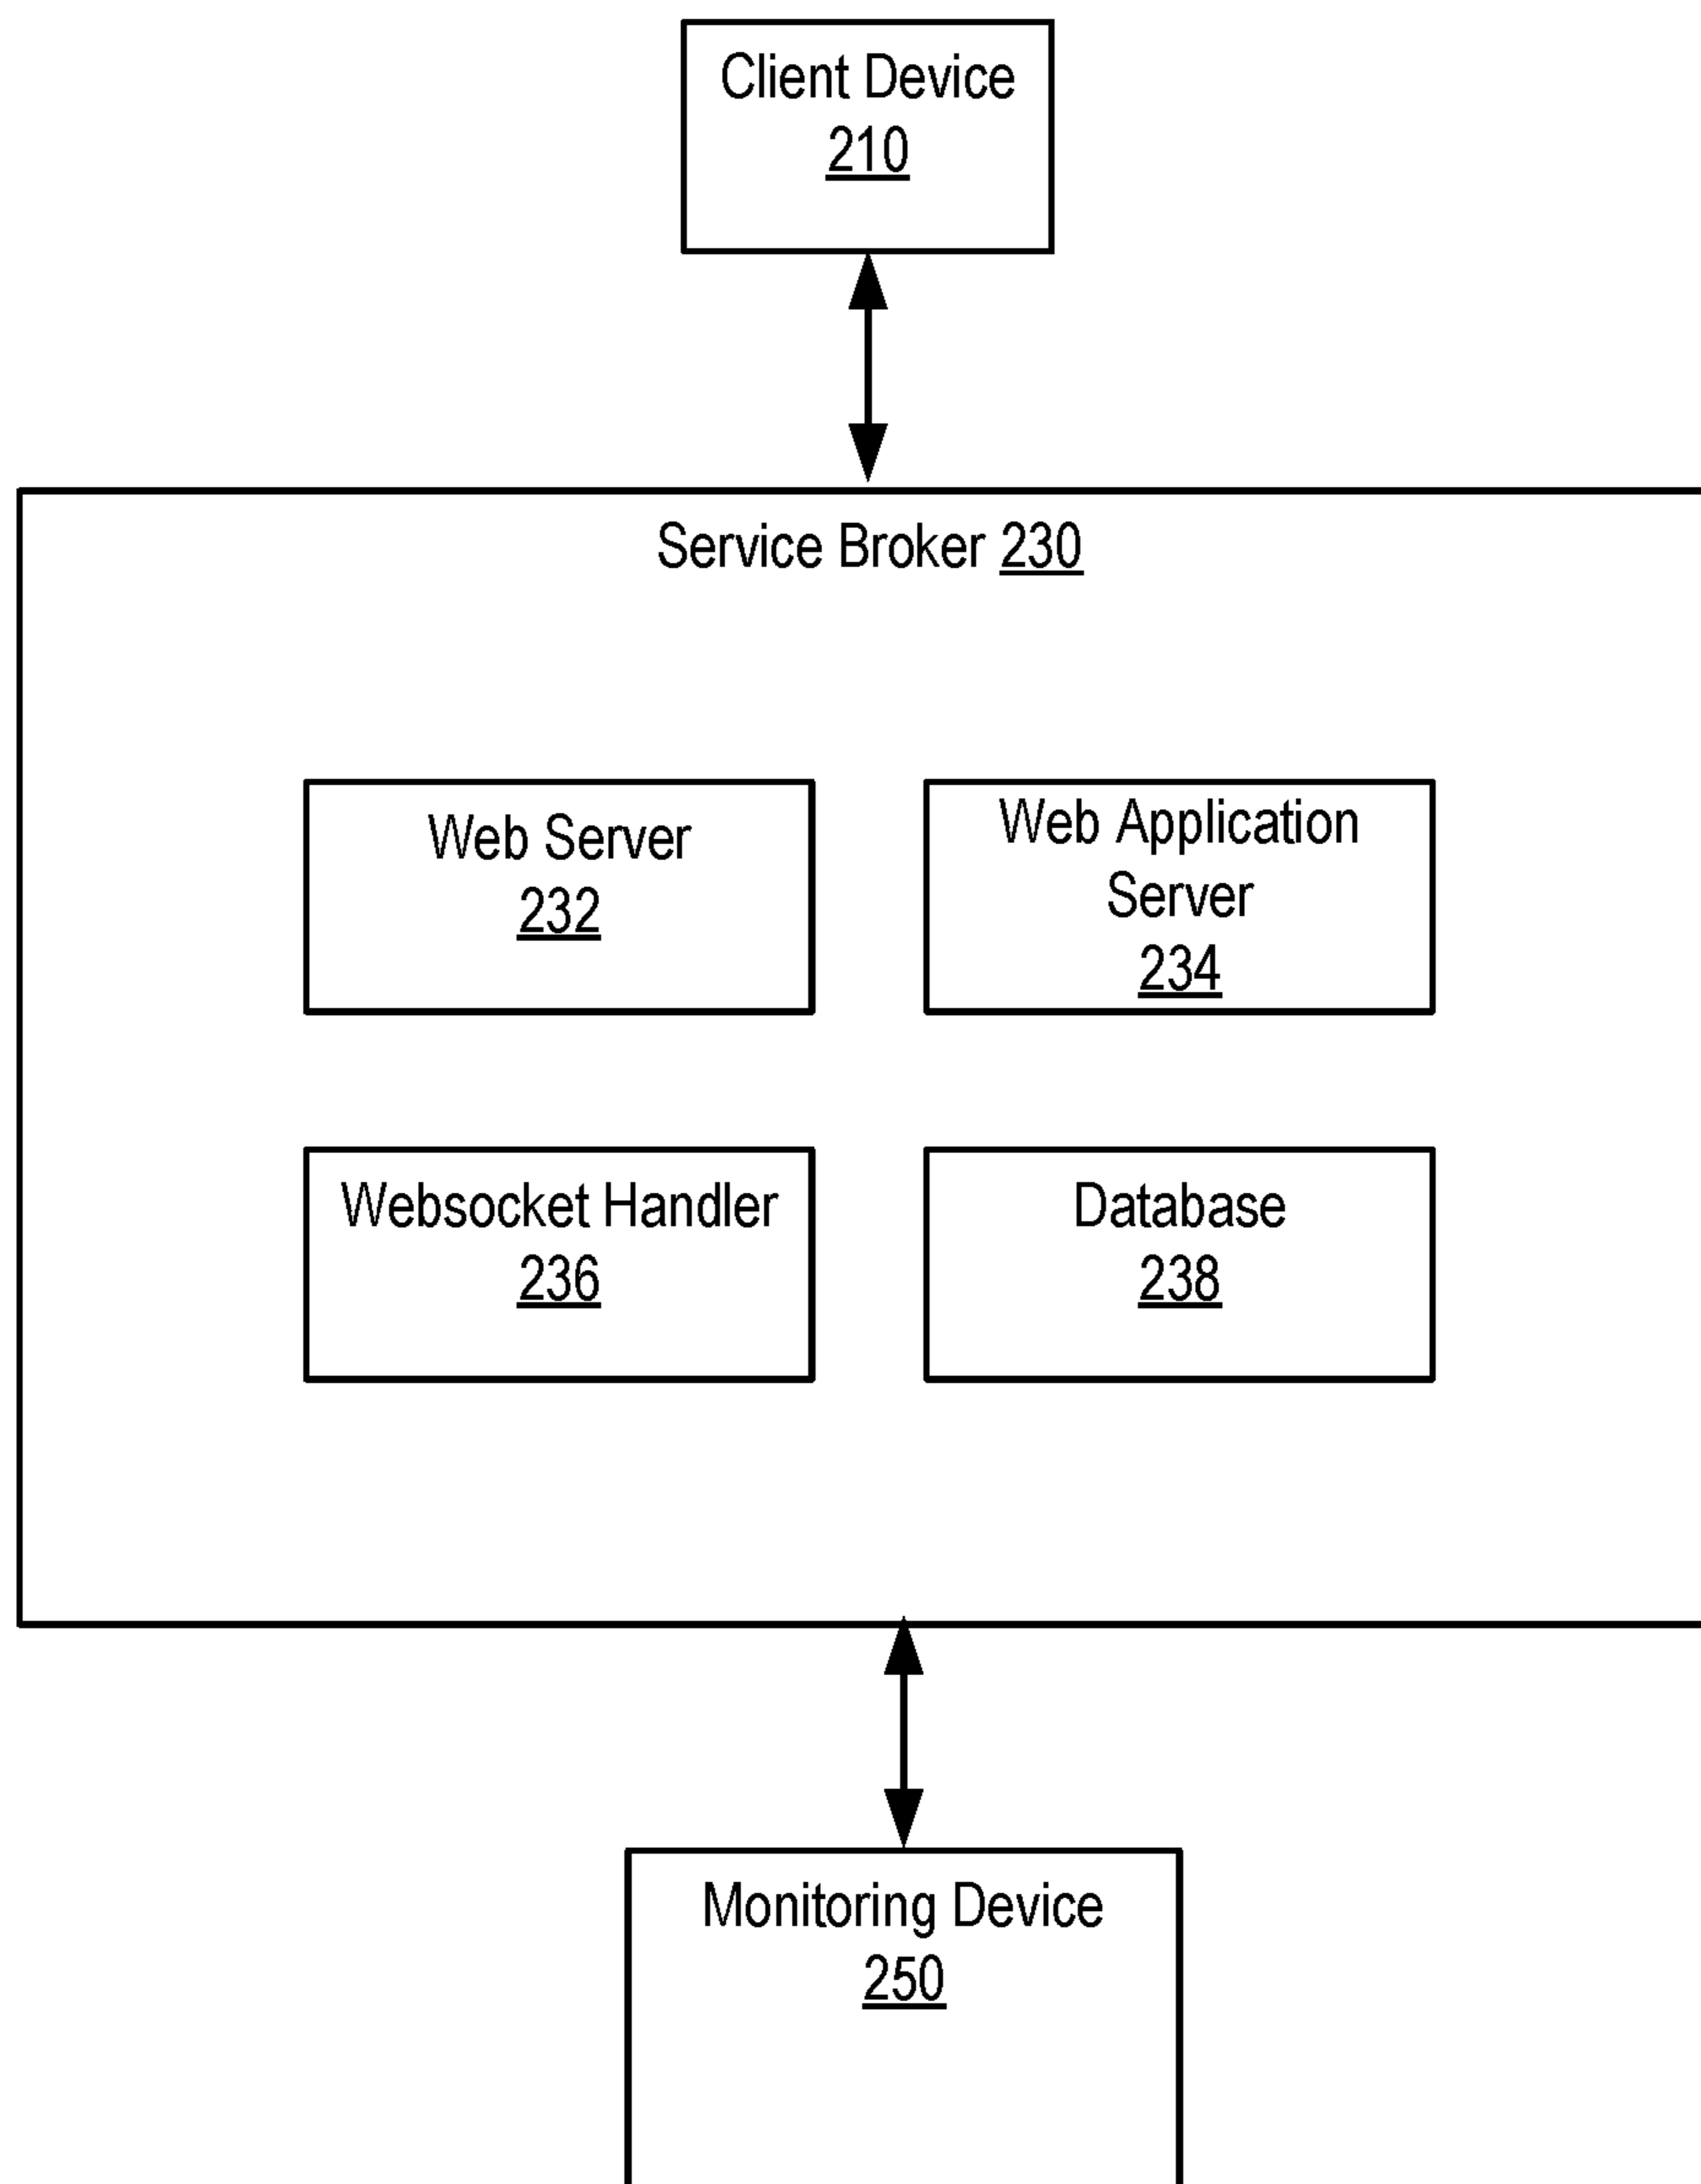 Client Device
210
Service Broker 230
Web Server
232
Web Application
Server
234
Websocket Handler
236
Database
238
Monitoring Device
250